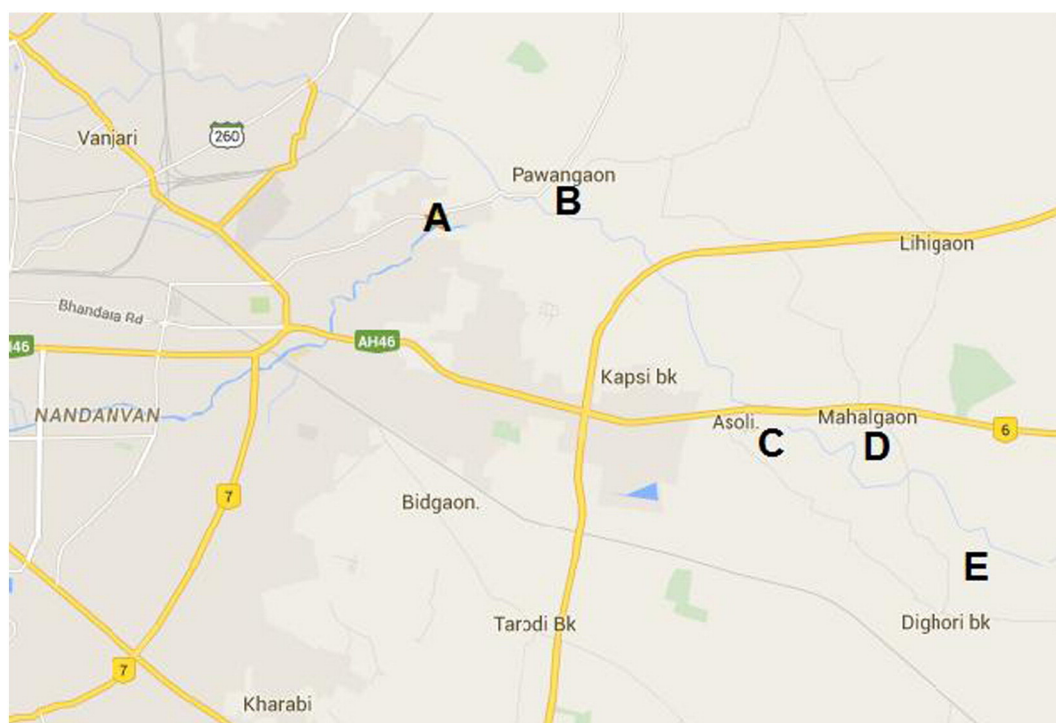 Vanjari
260
Pawangaon
A
B
Lihigaon
Bhandara Rd
46
AH46
Kapsi bk
NANDANVAN
Asoli.
Mahalgaon
6
C
D
7
Bidgaon.
E
Tarodi Bk
Dighori bk
7
Kharabi